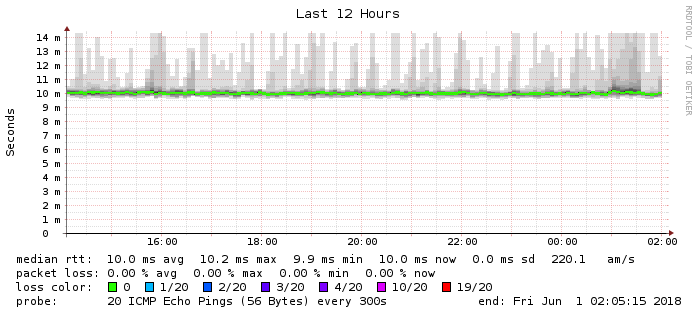 Last 12 Hours
RRDTOOL / TOBI OETIKER
Seconds
14 m
13 m
12 m
11 m
10 m
9 m
8 m
7 m
6 m
5 m
4 m
3 m
2 m
1 m
0
16:00 18:00 20:00 22:00 00:00 02:00
median rtt: 10.0 ms avg 10.2 ms max 9.9 ms min 10.0 ms now 0.0 ms sd 220.1 am/s
packet loss: 0.00 % avg 0.00 % max 0.00 % min 0.00 % now
loss color: 0 1/20 2/20 3/20 4/20 10/20 19/20
probe: 20 ICMP Echo Pings (56 Bytes) every 300s end: Fri Jun 1 02:05:15 2018